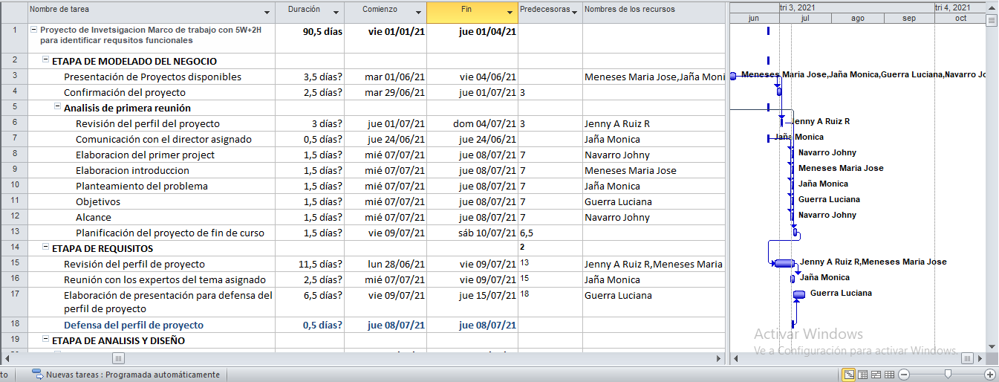 Nombre de tarea Duración Comienzo Fin Predecesoras Nombres de los recursos tri 3, 2021 tri 4, 2021
jun jul ago sep oct
1 Proyecto de Invetsigacion Marco de trabajo con 5W+2H para identificar requsitos funcionales 90,5 días vie 01/01/21 jue 01/04/21
2 ETAPA DE MODELADO DEL NEGOCIO
3 Presentación de Proyectos disponibles 3,5 días? mar 01/06/21 vie 04/06/21 Meneses Maria Jose,Jaña Moni Meneses Maria Jose,Jaña Monica,Guerra Luciana,Navarro Jo
4 Confirmación del proyecto 2,5 días? mar 29/06/21 jue 01/07/21 3
5 Analisis de primera reunión
6 Revisión del perfil del proyecto 3 días? jue 01/07/21 dom 04/07/21 3 Jenny A Ruiz R Jenny A Ruiz R
7 Comunicación con el director asignado 0,5 días? jue 24/06/21 jue 24/06/21 Jaña Monica Jaña Monica
8 Elaboracion del primer project 1,5 días? mié 07/07/21 jue 08/07/21 7 Navarro Johny Navarro Johny
9 Elaboracion introduccion 1,5 días? mié 07/07/21 jue 08/07/21 7 Meneses Maria Jose Meneses Maria Jose
10 Planteamiento del problema 1,5 días? mié 07/07/21 jue 08/07/21 7 Jaña Monica Jaña Monica
11 Objetivos 1,5 días? mié 07/07/21 jue 08/07/21 7 Guerra Luciana Guerra Luciana
12 Alcance 1,5 días? mié 07/07/21 jue 08/07/21 7 Navarro Johny Navarro Johny
13 Planificación del proyecto de fin de curso 1,5 días? vie 09/07/21 sáb 10/07/21 6,5
14 ETAPA DE REQUISITOS 2
15 Revisión del perfil de proyecto 11,5 días? lun 28/06/21 vie 09/07/21 13 Jenny A Ruiz R,Meneses Maria Jenny A Ruiz R,Meneses Maria Jose
16 Reunión con los expertos del tema asignado 2,5 días? mié 07/07/21 vie 09/07/21 15 Jaña Monica Jaña Monica
17 Elaboración de presentación para defensa del perfil de proyecto 6,5 días? vie 09/07/21 jue 15/07/21 18 Guerra Luciana Guerra Luciana
18 Defensa del perfil de proyecto 0,5 días? jue 08/07/21 jue 08/07/21
19 ETAPA DE ANALISIS Y DISEÑO
Activar Windows
Ve a Configuración para activar Windows.
to Nuevas tareas : Programada automáticamente